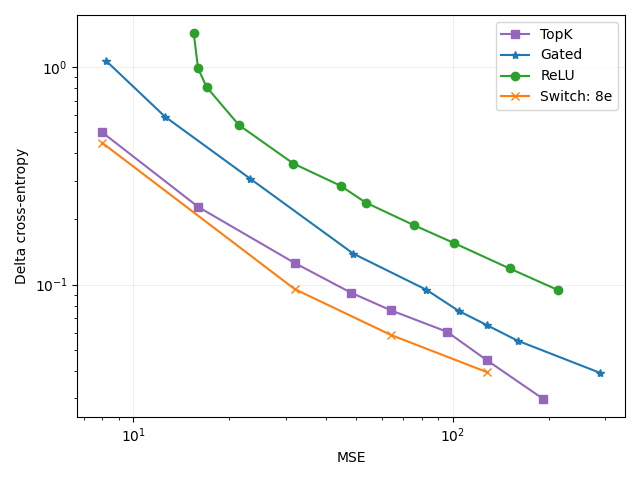 TopK
Gated
ReLU
Switch: 8e
Delta cross-entropy
10⁰
10⁻¹
10¹
10²
MSE